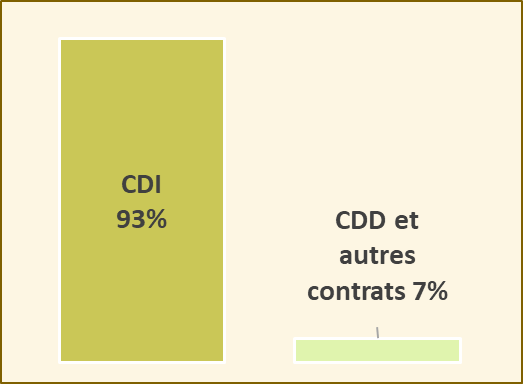 CDI
93%
CDD et
autres
contrats 7%